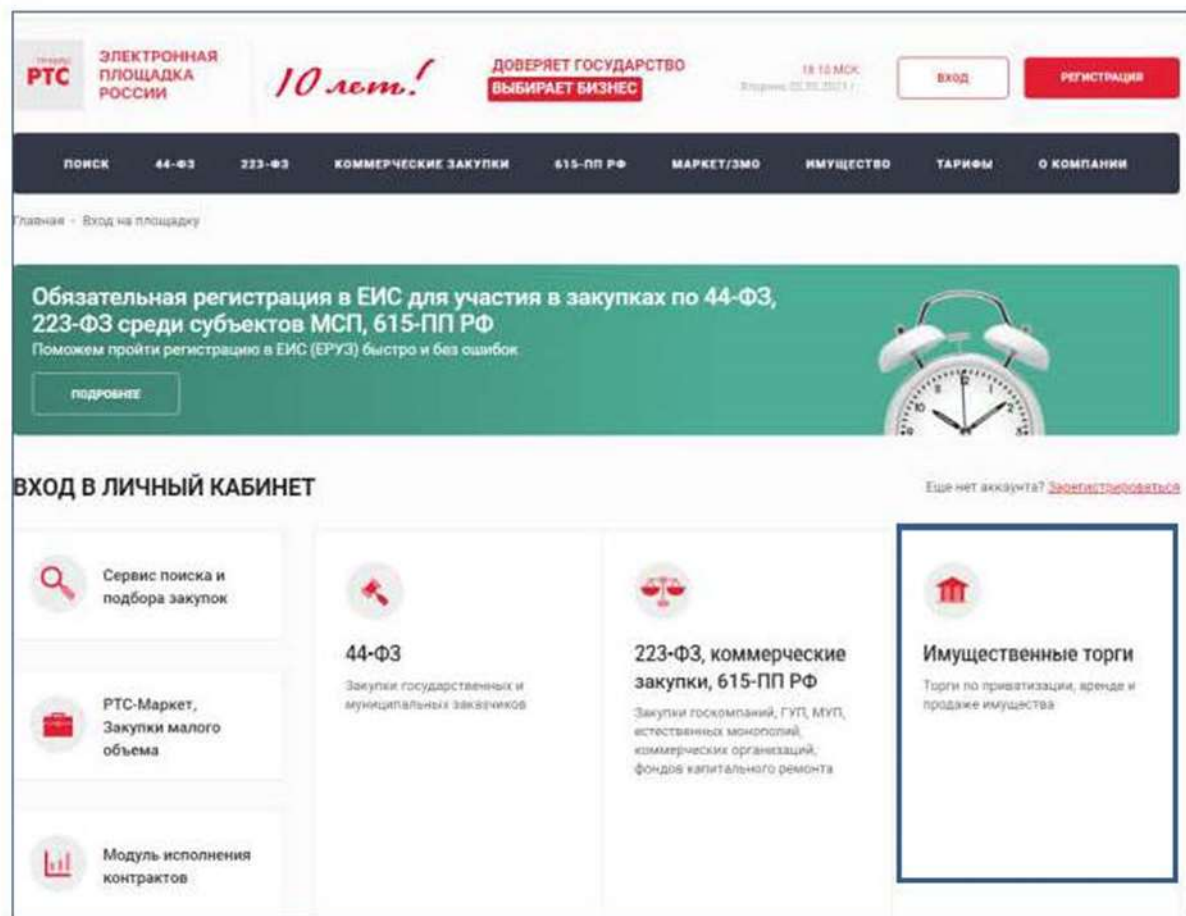 РТС
ЭЛЕКТРОННАЯ
ПЛОЩАДКА
РОССИИ
10 лет!
ДОВЕРЯЕТ ГОСУДАРСТВО
ВЫБИРАЕТ БИЗНЕС
18:10 МСК
ВХОД
РЕГИСТРАЦИЯ
ПОИСК 44-ФЗ 223-ФЗ КОММЕРЧЕСКИЕ ЗАКУПКИ 615-ПП РФ МАРКЕТ/ЗМО ИМУЩЕСТВО ТАРИФЫ О КОМПАНИИ
Главная - Вход на площадку
Обязательная регистрация в ЕИС для участия в закупках по 44-ФЗ,
223-ФЗ среди субъектов МСП, 615-ПП РФ
Поможем пройти регистрацию в ЕИС (ЕРУЗ) быстро и без ошибок
ПОДРОБНЕЕ
ВХОД В ЛИЧНЫЙ КАБИНЕТ
Еще нет аккаунта? Зарегистрироваться
Сервис поиска и
подбора закупок
РТС-Маркет,
Закупки малого
объема
Модуль исполнения
контрактов
44-ФЗ
Закупки государственных и
муниципальных заказчиков
223-ФЗ, коммерческие
закупки, 615-ПП РФ
Закупки госкомпаний, ГУП, МУП,
естественных монополий,
коммерческих организаций,
фондов капитального ремонта
Имущественные торги
Торги по приватизации, аренде и
продаже имущества